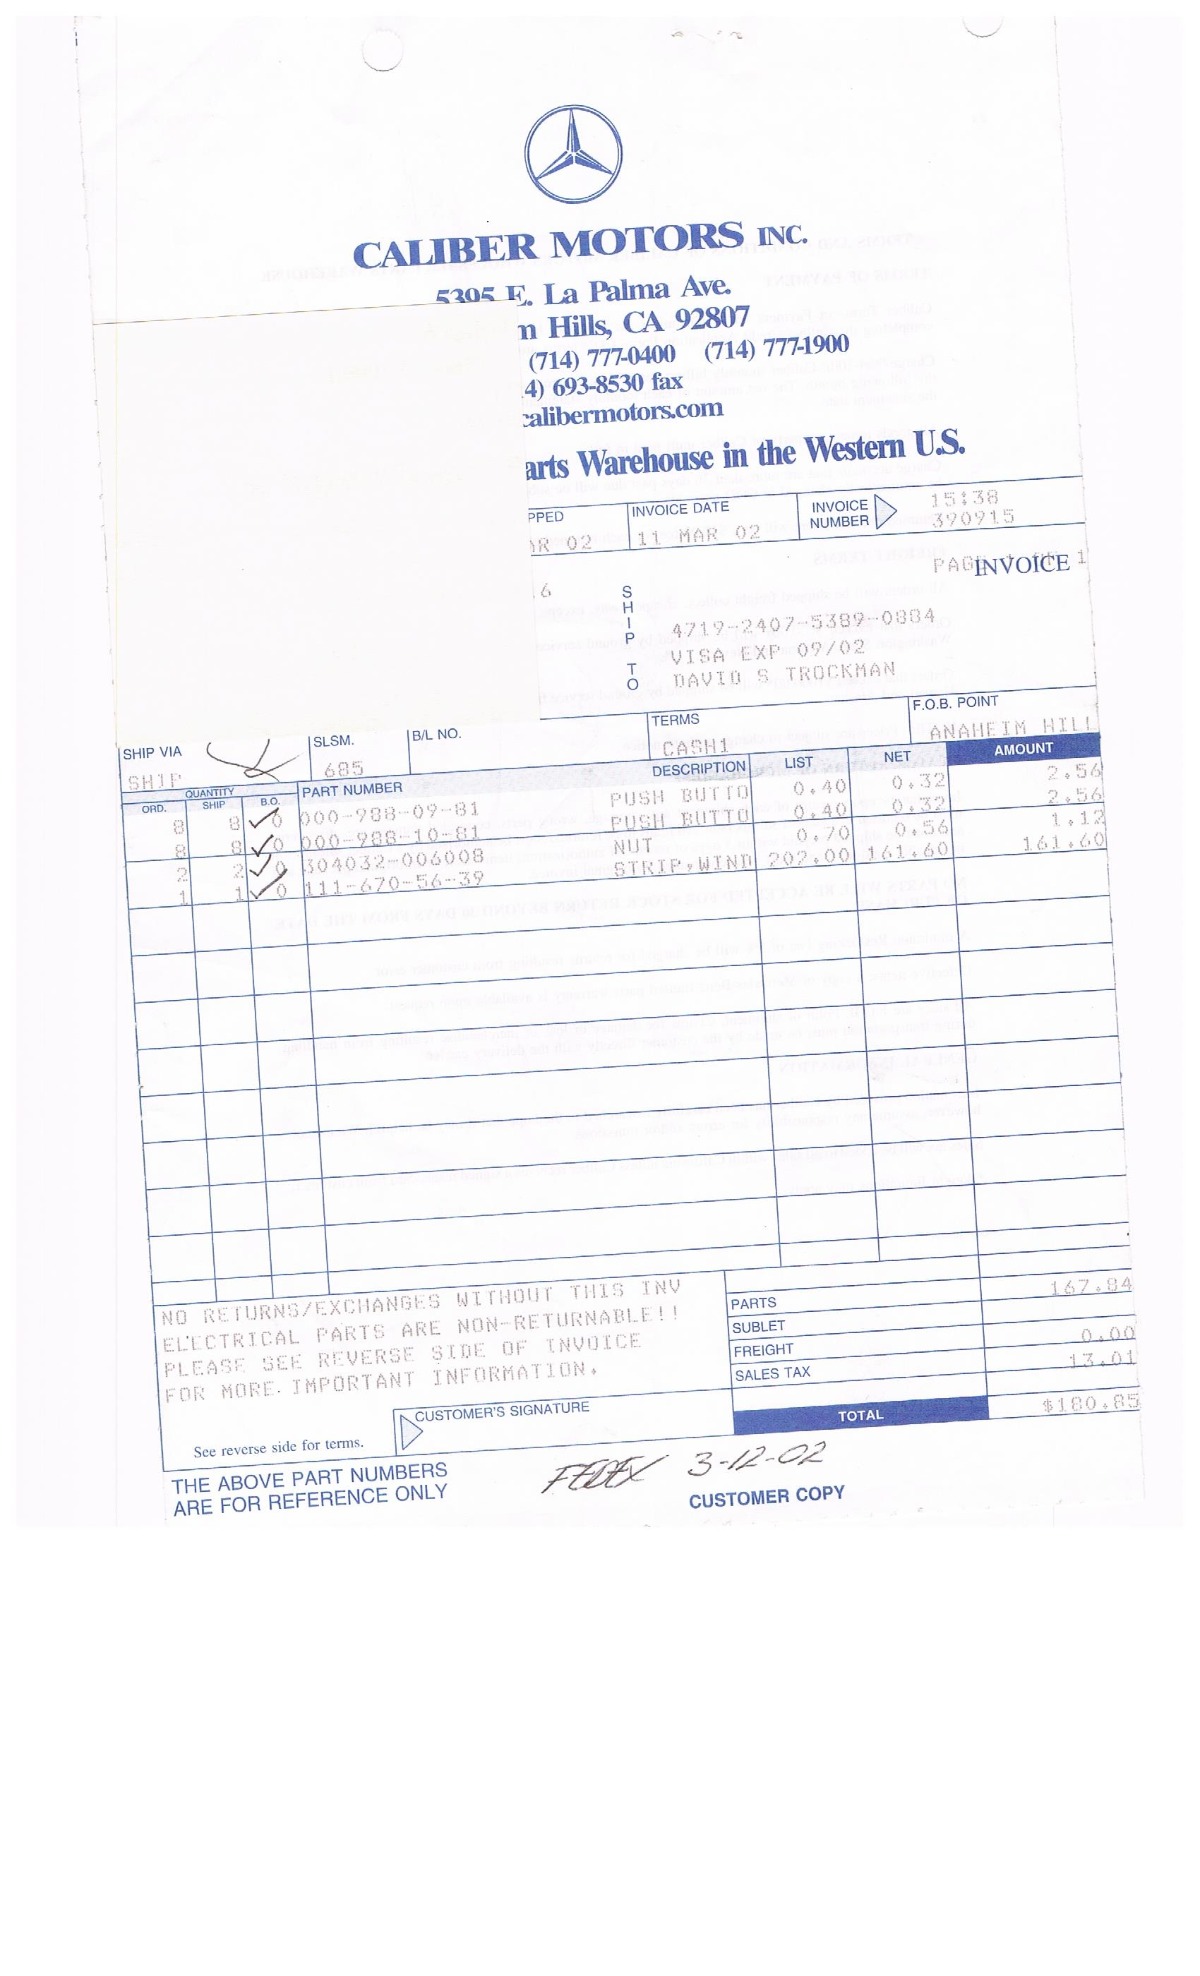 CALIBER MOTORS INC.
5395 E. La Palma Ave.
Hills, CA 92807
(714) 777-0400 (714) 777-1900
4) 693-8530 fax
calibermotors.com
arts Warehouse in the Western U.S.
PPED INVOICE DATE INVOICE NUMBER 15:38
AR 02 11 MAR 02 390915
PAGE 1 OF 1
INVOICE
6 SHIP TO
4719-2407-5389-0884
VISA EXP 09/02
DAVID S TROCKMAN
SHIP VIA SLSM. B/L NO. TERMS F.O.B. POINT
SHIP 685 CASH1 ANAHEIM HILL
QUANTITY PART NUMBER DESCRIPTION LIST NET AMOUNT
ORD. SHIP B.O.
8 8 0 000-988-09-81 PUSH BUTTO 0.40 0.32 2.56
8 8 0 000-988-10-81 PUSH BUTTO 0.40 0.32 2.56
2 2 0 304032-006008 NUT 0.70 0.56 1.12
1 1 0 111-670-56-39 STRIP,WIND 202.00 161.60 161.60
NO RETURNS/EXCHANGES WITHOUT THIS INV
ELECTRICAL PARTS ARE NON-RETURNABLE!!
PLEASE SEE REVERSE SIDE OF INVOICE
FOR MORE IMPORTANT INFORMATION.
PARTS 167.84
SUBLET
FREIGHT 0.00
SALES TAX 13.01
TOTAL $180.85
CUSTOMER'S SIGNATURE
See reverse side for terms.
THE ABOVE PART NUMBERS
ARE FOR REFERENCE ONLY
FEDEX 3-12-02
CUSTOMER COPY